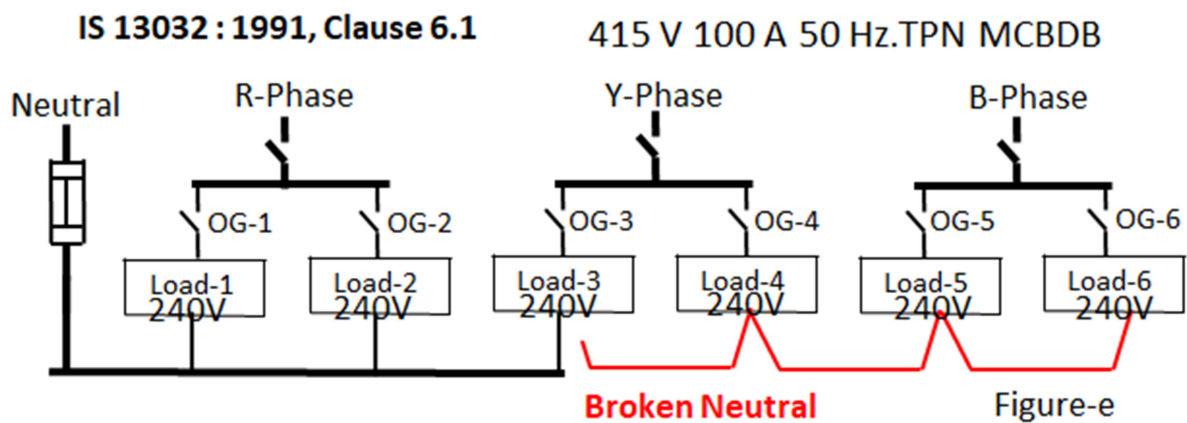 IS 13032 : 1991, Clause 6.1
415 V 100 A 50 Hz.TPN MCBDB
Neutral
R-Phase
Y-Phase
B-Phase
OG-1
OG-2
OG-3
OG-4
OG-5
OG-6
Load-1
240V
Load-2
240V
Load-3
240V
Load-4
240V
Load-5
240V
Load-6
240V
Broken Neutral
Figure-e